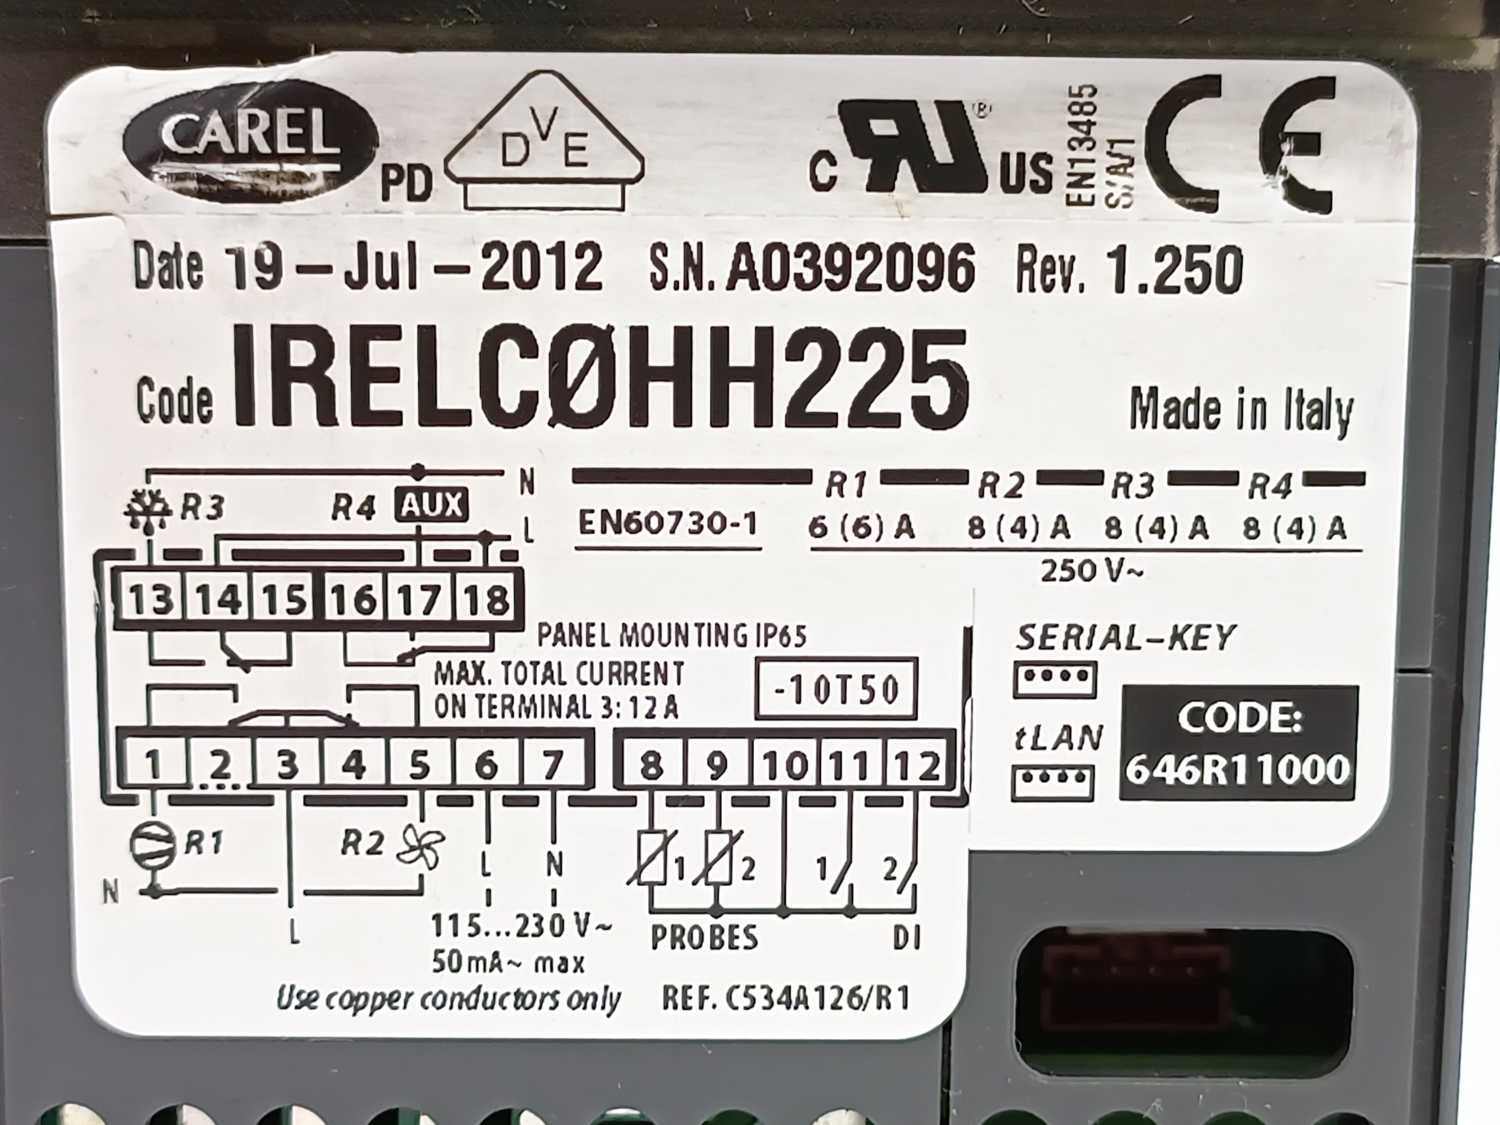 CAREL
PD
DVE
C RU ® US
EN13485
S/A/1
CE
Date 19-Jul-2012 S.N. A0392096 Rev. 1.250
Code IRELCØHH225
Made in Italy
N
R3 R4 AUX
L
R1 R2 R3 R4
EN60730-1 6 (6) A 8 (4) A 8 (4) A 8 (4) A
250 V~
13 14 15 16 17 18
PANEL MOUNTING IP65
MAX. TOTAL CURRENT
ON TERMINAL 3: 12 A
-10T50
SERIAL-KEY
tLAN
CODE:
646R11000
1 2 3 4 5 6 7 8 9 10 11 12
R1 R2 L N 1 2 1 2
N
L
115...230 V~
50mA~ max
PROBES DI
Use copper conductors only REF. C534A126/R1